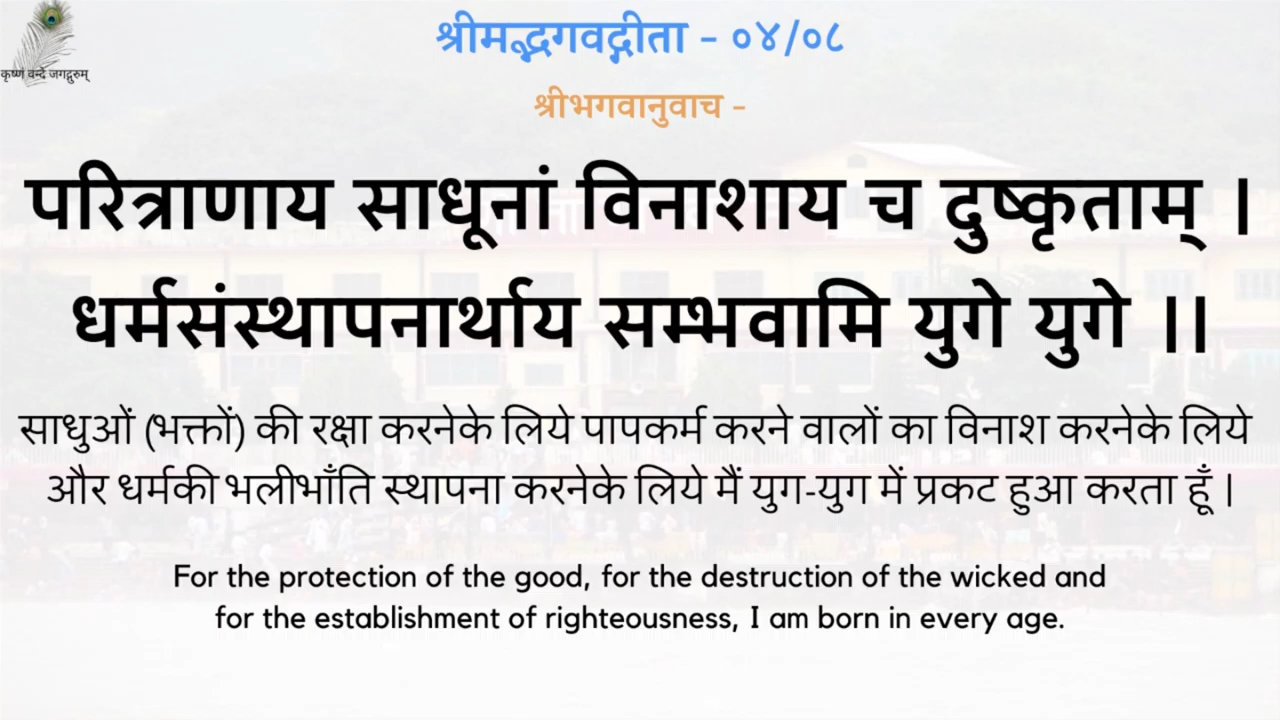 कृष्णं वन्दे जगद्गुरुम्
श्रीमद्भगवद्गीता - ०४/०८
श्रीभगवानुवाच -
परित्राणाय साधूनां विनाशाय च दुष्कृताम् ।
धर्मसंस्थापनार्थाय सम्भवामि युगे युगे ।।
साधुओं (भक्तों) की रक्षा करनेके लिये पापकर्म करने वालों का विनाश करनेके लिये
और धर्मकी भलीभाँति स्थापना करनेके लिये मैं युग-युग में प्रकट हुआ करता हूँ |
For the protection of the good, for the destruction of the wicked and
for the establishment of righteousness, I am born in every age.